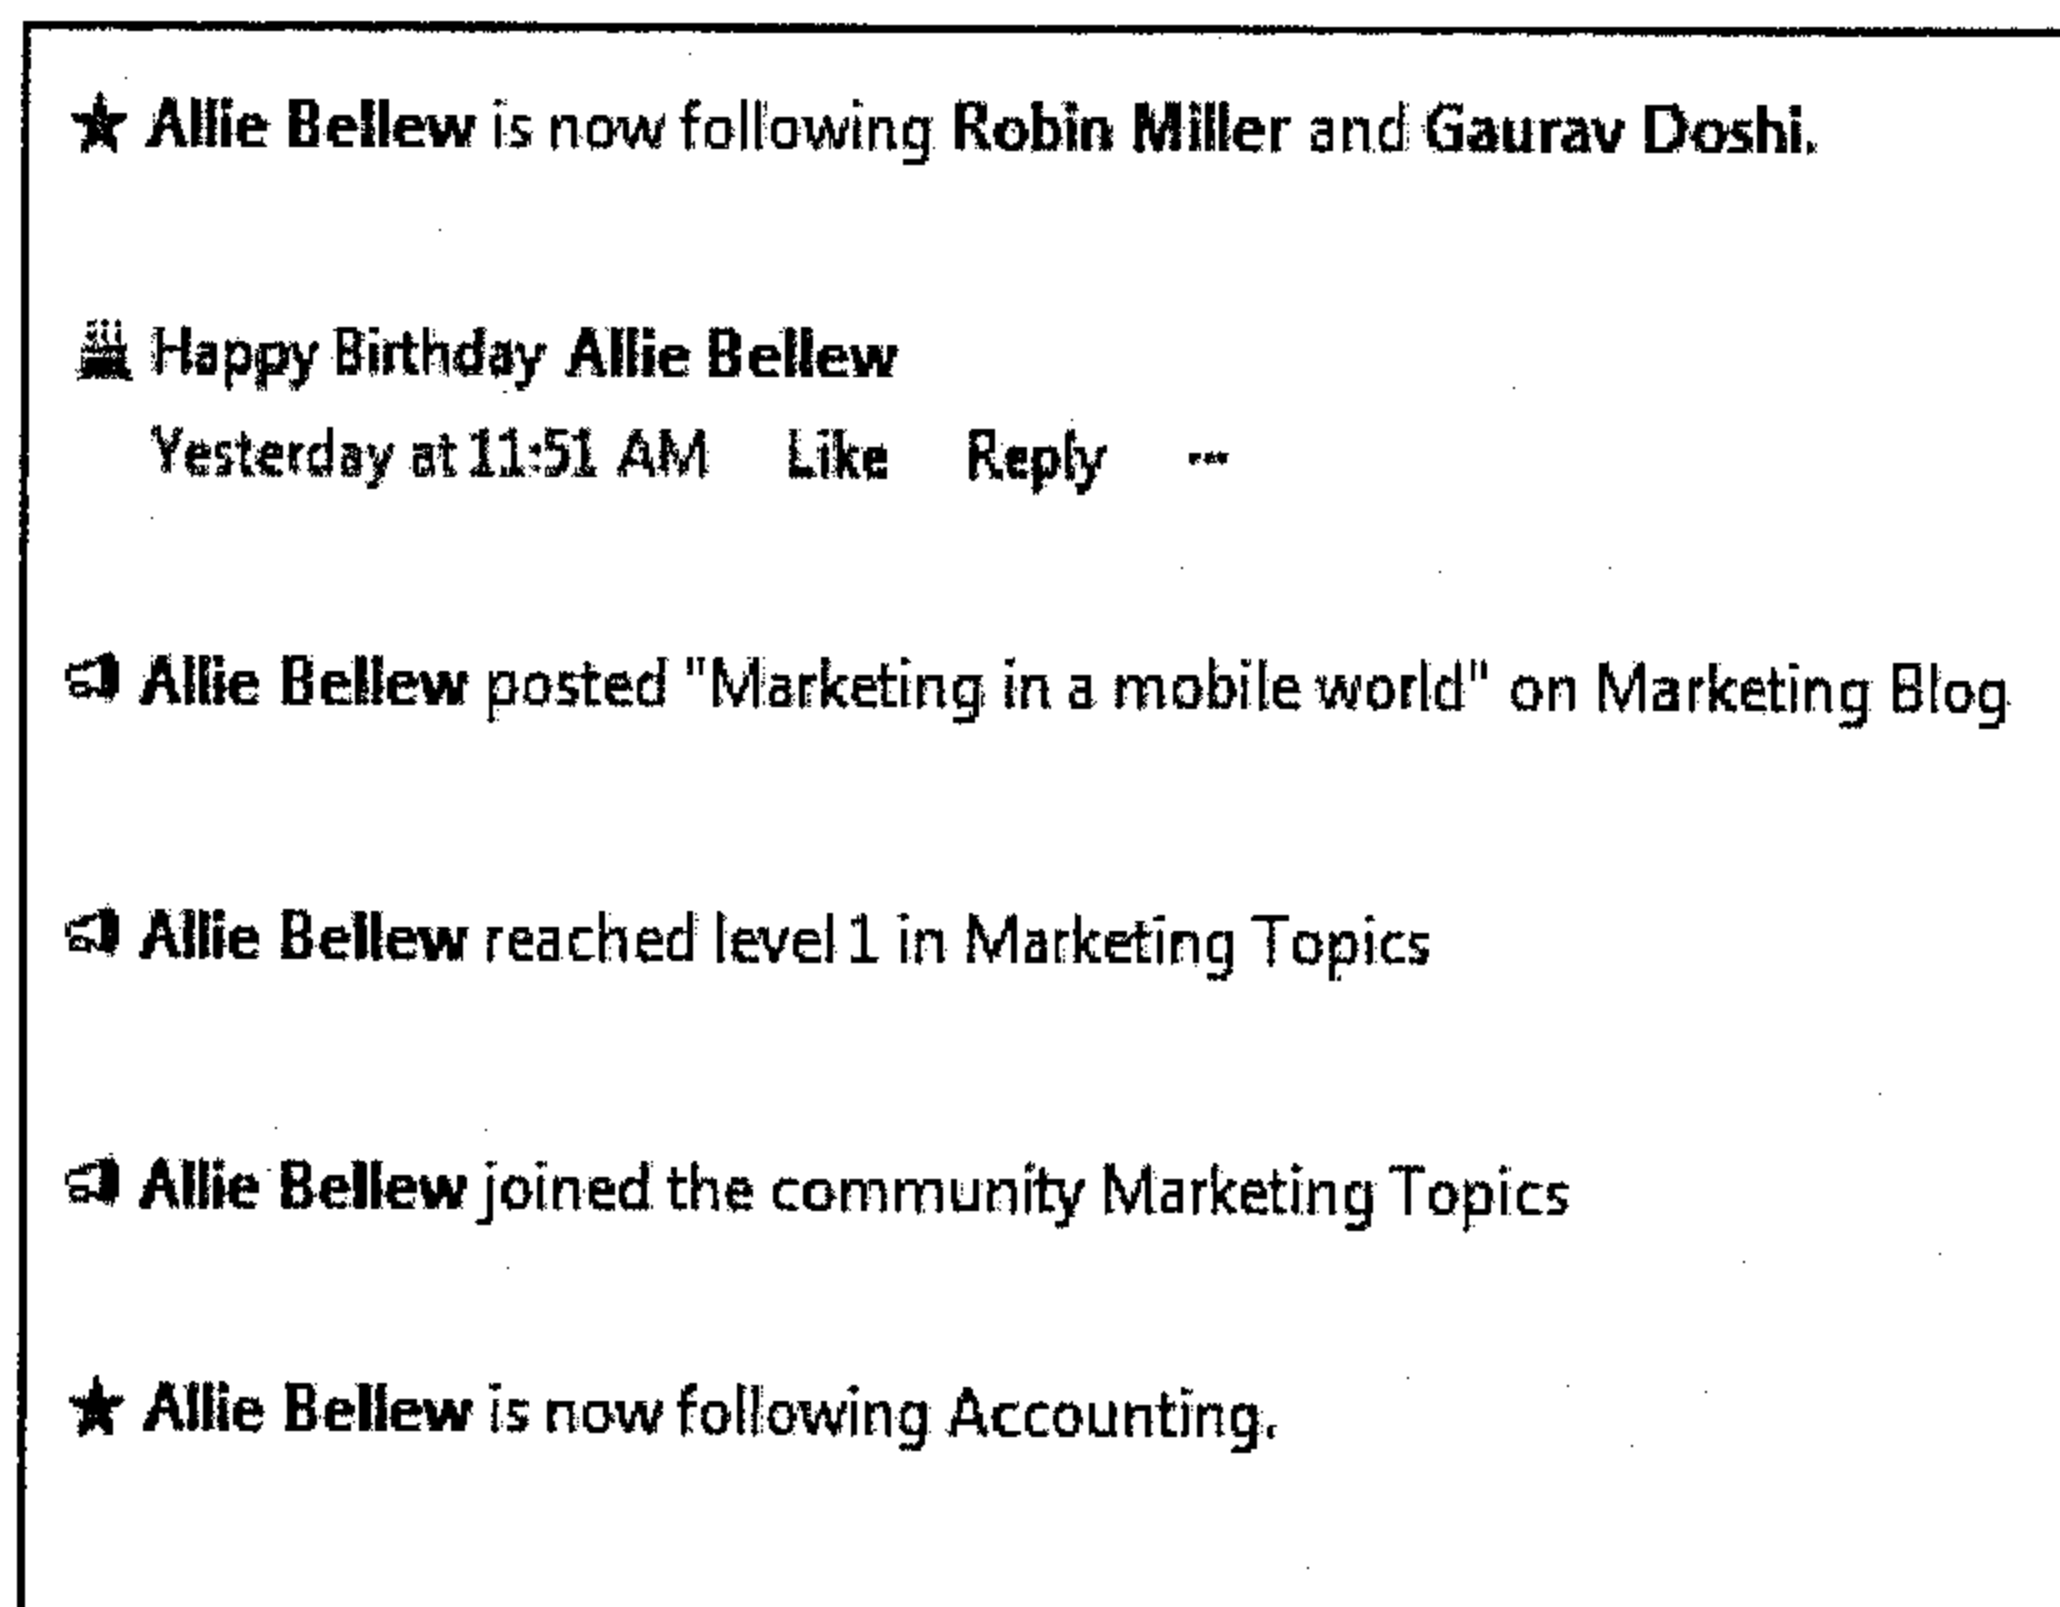 Allie Bellew is now following Robin Miller and Gaurav Doshi.
Happy Birthday Allie Bellew
Yesterday at 11:51 AM Like Reply ···
Allie Bellew posted "Marketing in a mobile world" on Marketing Blog
Allie Bellew reached level 1 in Marketing Topics
Allie Bellew joined the community Marketing Topics
Allie Bellew is now following Accounting.